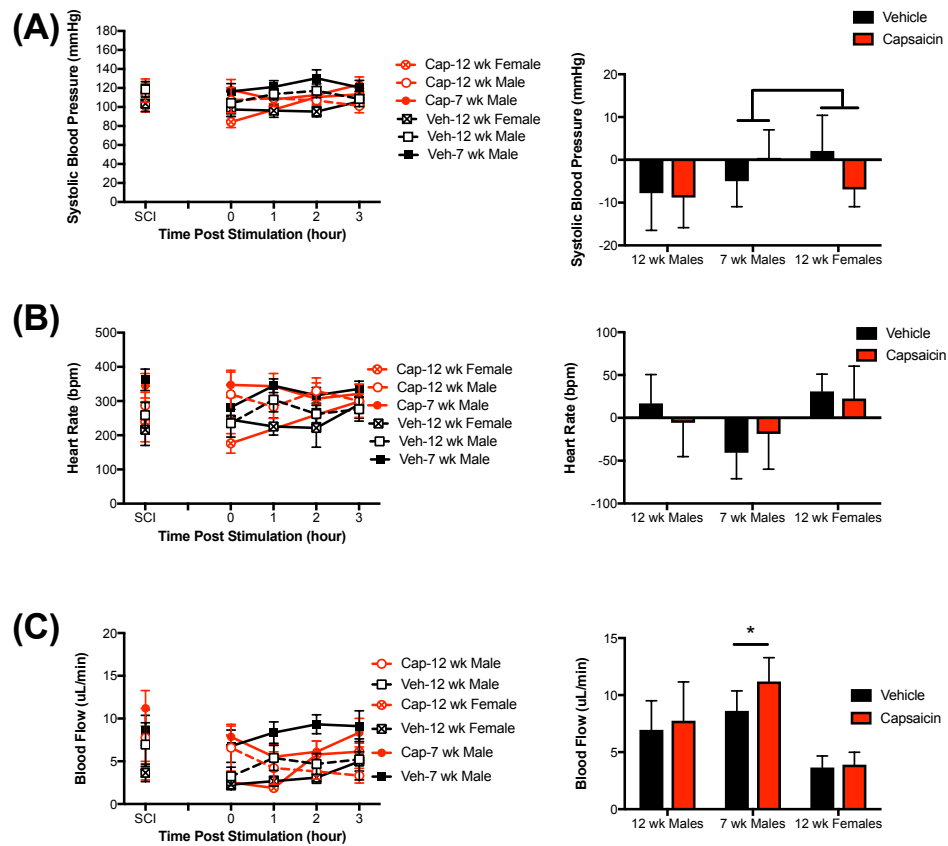 (A)
Systolic Blood Pressure (mmHg)
180
160
140
120
100
80
60
40
20
0
SCI
0
1
2
3
Time Post Stimulation (hour)
Cap-12 wk Female
Cap-12 wk Male
Cap-7 wk Male
Veh-12 wk Female
Veh-12 wk Male
Veh-7 wk Male
Vehicle
Capsaicin
Systolic Blood Pressure (mmHg)
20
10
0
-10
-20
12 wk Males
7 wk Males
12 wk Females
(B)
Heart Rate (bpm)
500
400
300
200
100
0
SCI
0
1
2
3
Time Post Stimulation (hour)
Cap-12 wk Female
Cap-12 wk Male
Cap-7 wk Male
Veh-12 wk Female
Veh-12 wk Male
Veh-7 wk Male
Heart Rate (bpm)
100
50
0
-50
-100
12 wk Males
7 wk Males
12 wk Females
Vehicle
Capsaicin
(C)
Blood Flow (uL/min)
20
15
10
5
0
SCI
0
1
2
3
Time Post Stimulation (hour)
Cap-12 wk Male
Veh-12 wk Male
Cap-12 wk Female
Veh-12 wk Female
Cap-7 wk Male
Veh-7 wk Male
Blood Flow (uL/min)
15
10
5
0
*
12 wk Males
7 wk Males
12 wk Females
Vehicle
Capsaicin